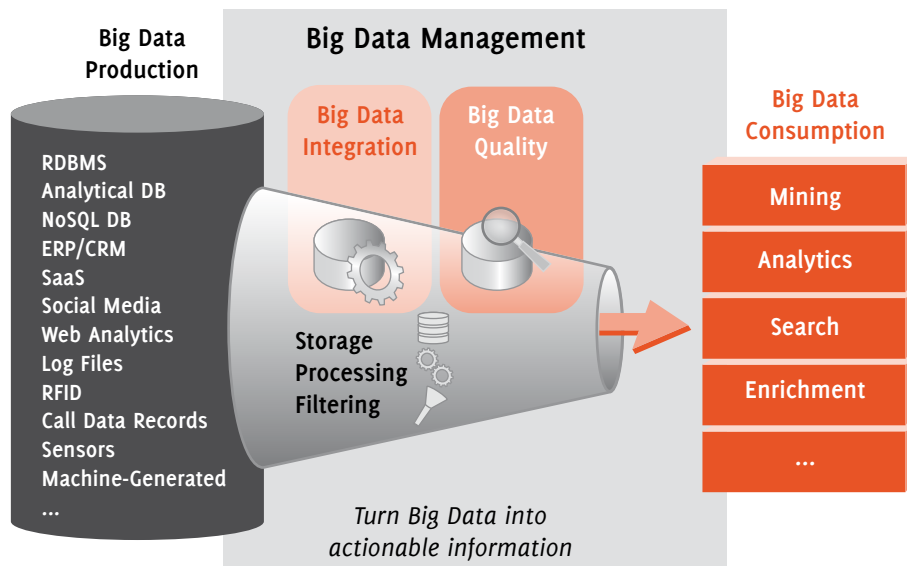 Big Data
Production
RDBMS
Analytical DB
NoSQL DB
ERP/CRM
SaaS
Social Media
Web Analytics
Log Files
RFID
Call Data Records
Sensors
Machine-Generated
...
Big Data Management
Big Data
Integration
Big Data
Quality
Storage
Processing
Filtering
Turn Big Data into
actionable information
Big Data
Consumption
Mining
Analytics
Search
Enrichment
...